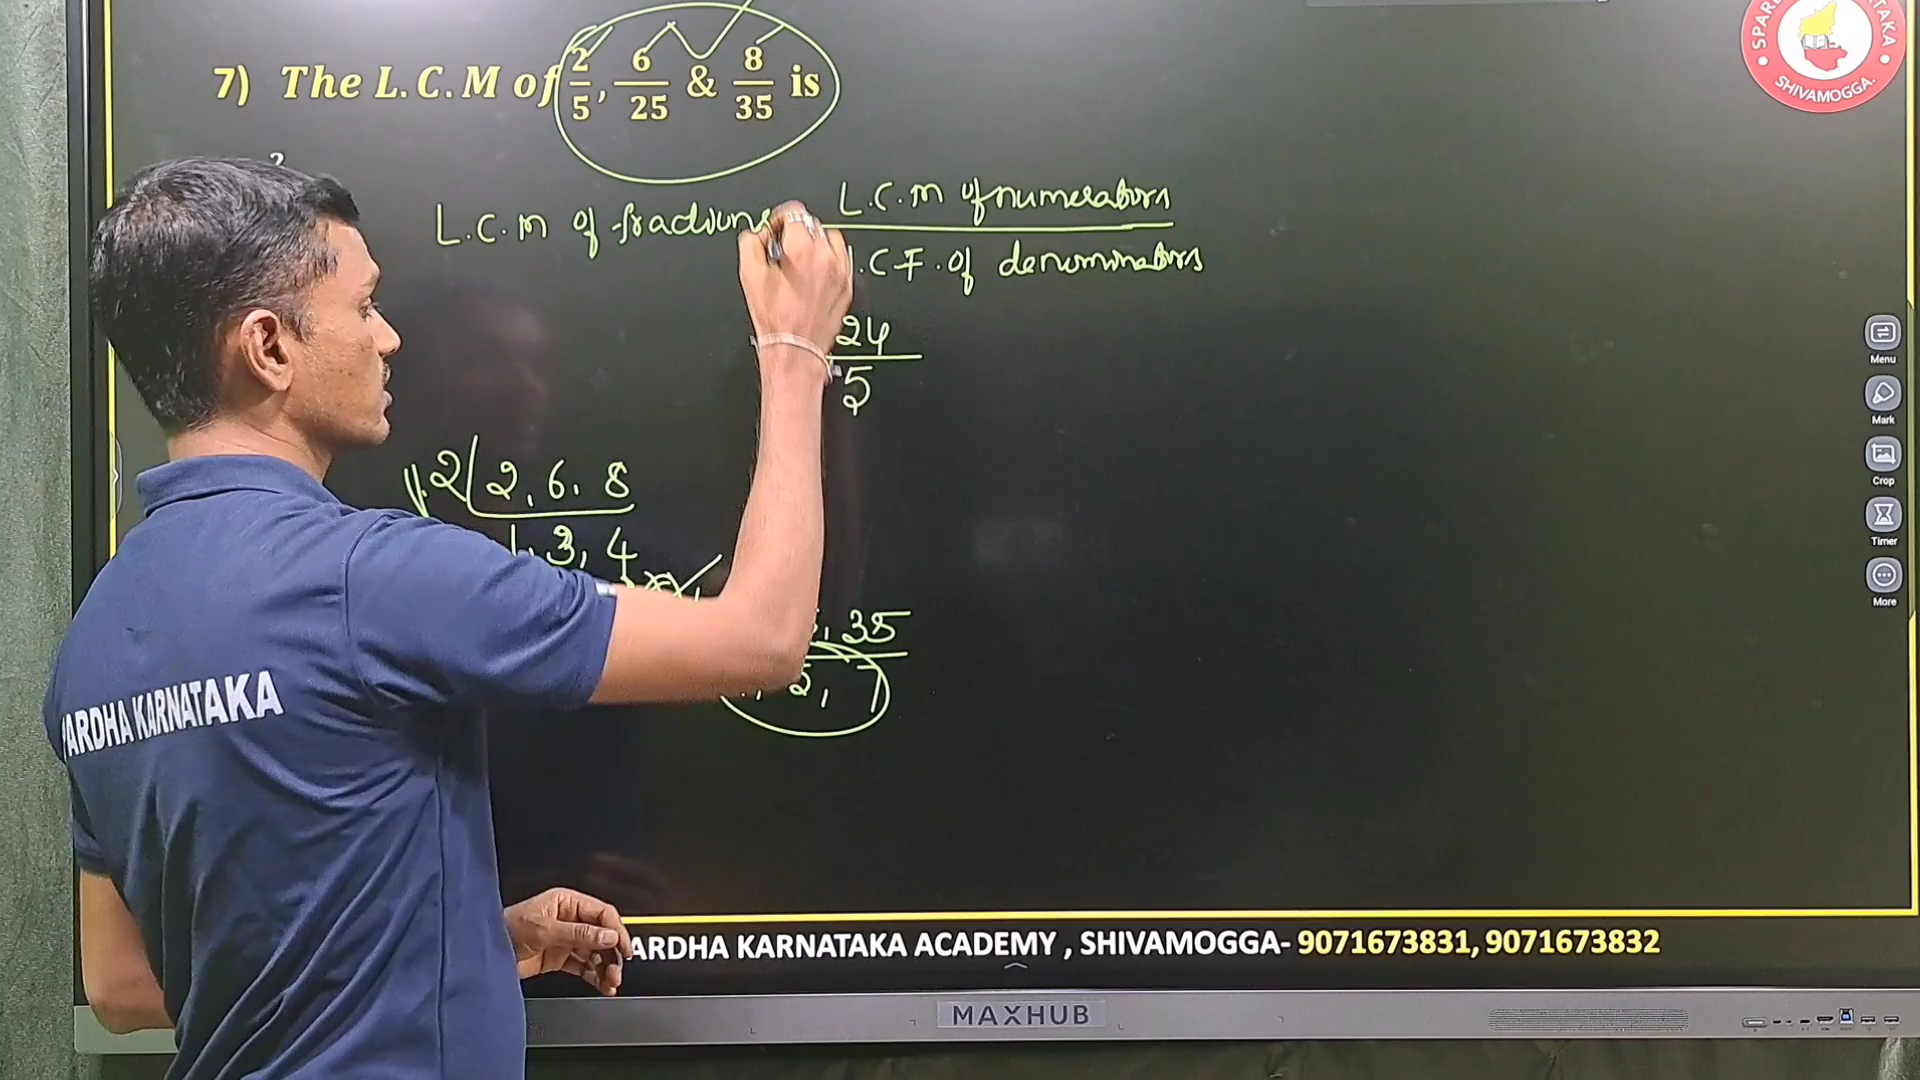 7) The L.C.M of 2/5, 6/25 & 8/35 is
L.C.M of fractions L.C.M of numerators
.C.F. of denominators
24
5
2 2, 6, 8
1, 3, 4
, 35
, 5, 7
SHIVAMOGGA.
ARDHA KARNATAKA
Menu
Mark
Crop
Timer
More
ARDHA KARNATAKA ACADEMY , SHIVAMOGGA- 9071673831, 9071673832
MAXHUB